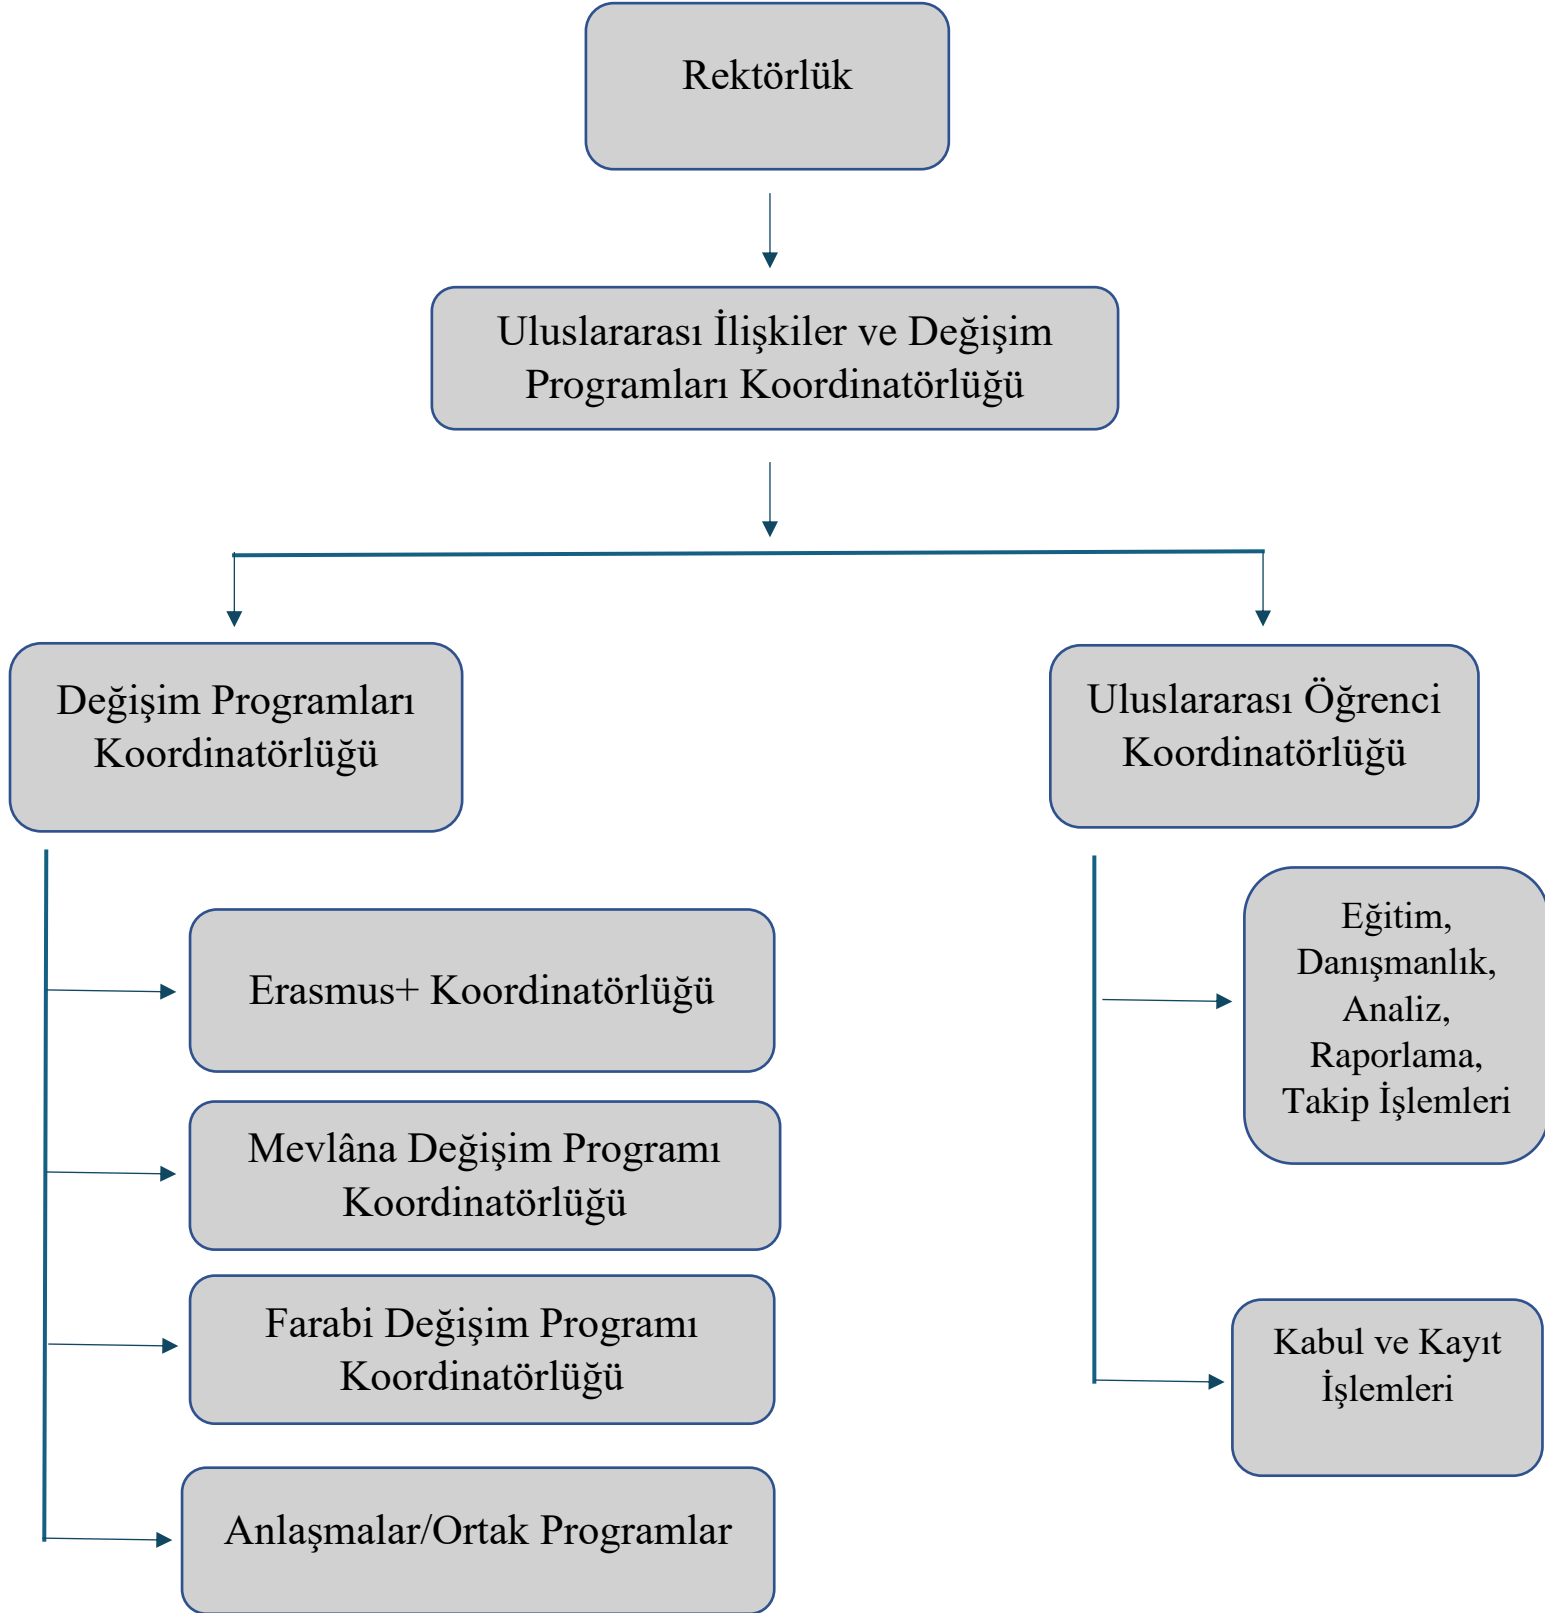 Rektörlük
Uluslararası İlişkiler ve Değişim
Programları Koordinatörlüğü
Değişim Programları
Koordinatörlüğü
Erasmus+ Koordinatörlüğü
Mevlâna Değişim Programı
Koordinatörlüğü
Farabi Değişim Programı
Koordinatörlüğü
Anlaşmalar/Ortak Programlar
Uluslararası Öğrenci
Koordinatörlüğü
Eğitim,
Danışmanlık,
Analiz,
Raporlama,
Takip İşlemleri
Kabul ve Kayıt
İşlemleri